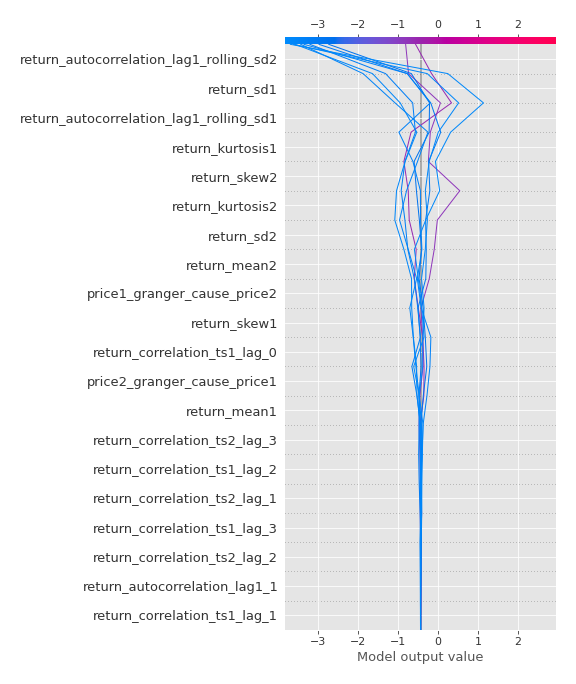 −3 −2 −1 0 1 2
return_autocorrelation_lag1_rolling_sd2
return_sd1
return_autocorrelation_lag1_rolling_sd1
return_kurtosis1
return_skew2
return_kurtosis2
return_sd2
return_mean2
price1_granger_cause_price2
return_skew1
return_correlation_ts1_lag_0
price2_granger_cause_price1
return_mean1
return_correlation_ts2_lag_3
return_correlation_ts1_lag_2
return_correlation_ts2_lag_1
return_correlation_ts1_lag_3
return_correlation_ts2_lag_2
return_autocorrelation_lag1_1
return_correlation_ts1_lag_1
−3 −2 −1 0 1 2
Model output value